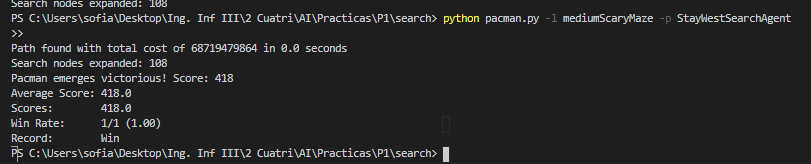 Search nodes expanded: 108
PS C:\Users\sofia\Desktop\Ing. Inf III\2 Cuatri\AI\Practicas\P1\search> python pacman.py -l mediumScaryMaze -p StayWestSearchAgent
>>
Path found with total cost of 68719479864 in 0.0 seconds
Search nodes expanded: 108
Pacman emerges victorious! Score: 418
Average Score: 418.0
Scores:        418.0
Win Rate:      1/1 (1.00)
Record:        Win
PS C:\Users\sofia\Desktop\Ing. Inf III\2 Cuatri\AI\Practicas\P1\search>